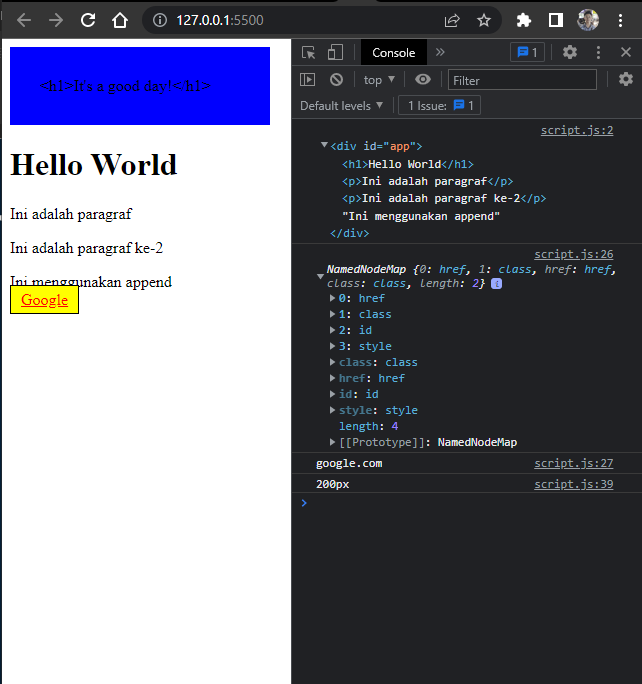 127.0.0.1:5500
Console
»
1
top
Filter
Default levels
1 Issue: 1
<h1>It's a good day!</h1>
Hello World
Ini adalah paragraf
Ini adalah paragraf ke-2
Ini menggunakan append
Google
script.js:2
<div id="app">
<h1>Hello World</h1>
<p>Ini adalah paragraf</p>
<p>Ini adalah paragraf ke-2</p>
"Ini menggunakan append"
</div>
script.js:26
NamedNodeMap {0: href, 1: class, href: href,
class: class, length: 2} i
0: href
1: class
2: id
3: style
class: class
href: href
id: id
style: style
length: 4
[[Prototype]]: NamedNodeMap
google.com script.js:27
200px script.js:39